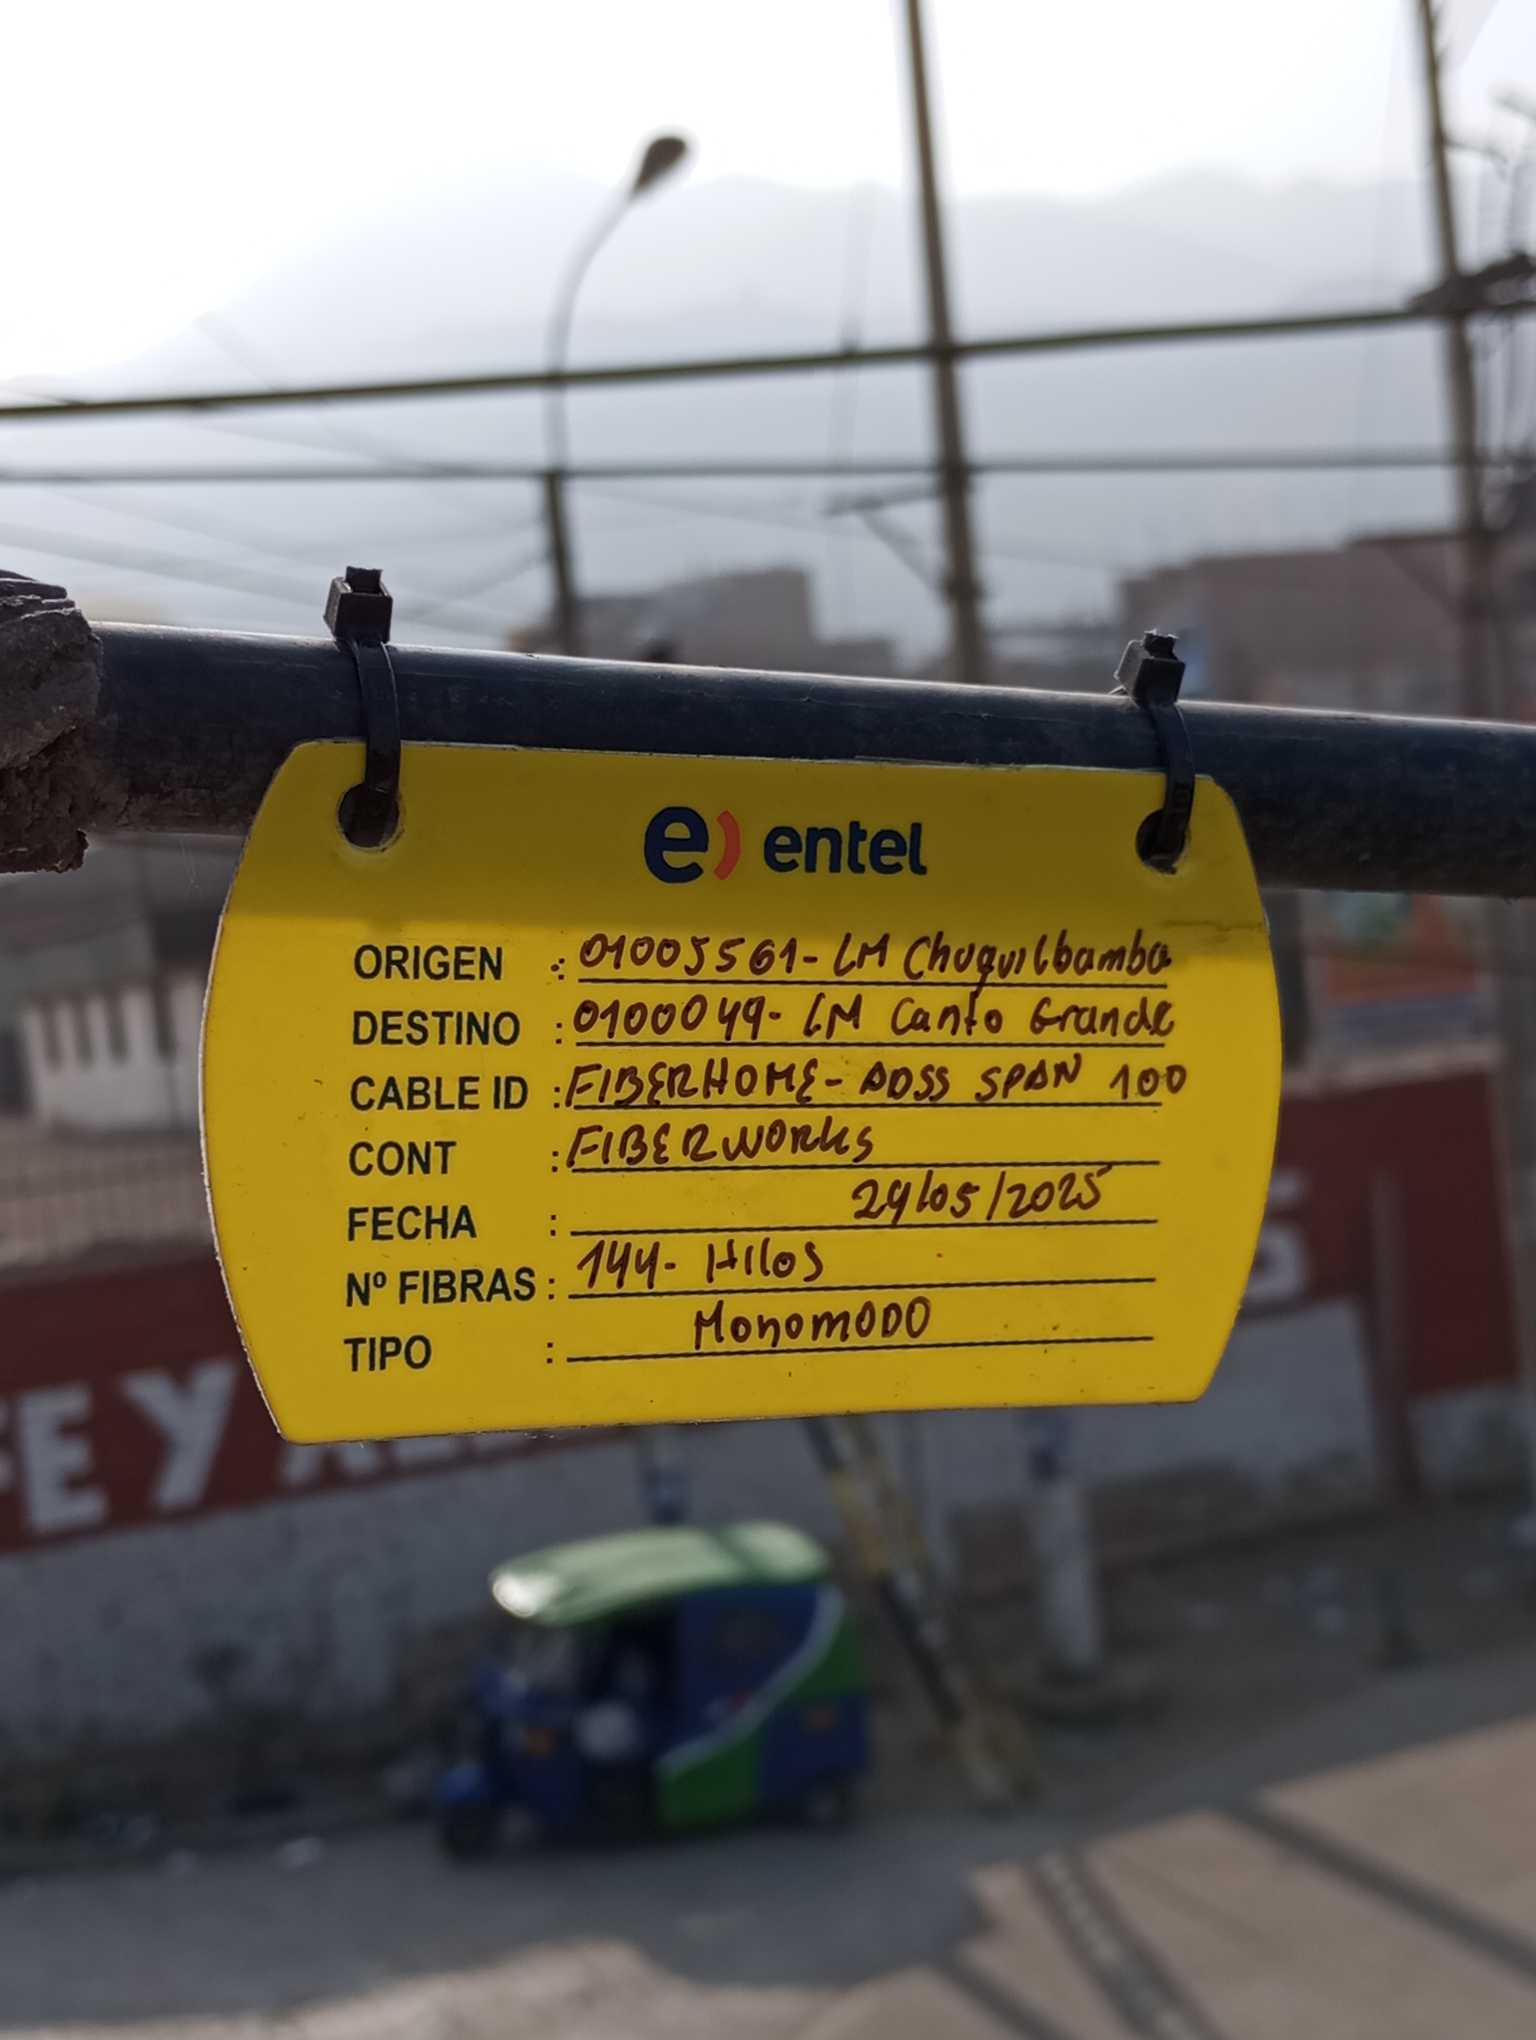 e) entel
ORIGEN : 01005561- LM Chuquilbamba
DESTINO : 0100049- LM Canto Grande
CABLE ID : FIBERHOME- ADSS SPAN 100
CONT : FIBERWORKS
FECHA : 29/05/2025
Nº FIBRAS : 144- Hilos
TIPO : MonomODO